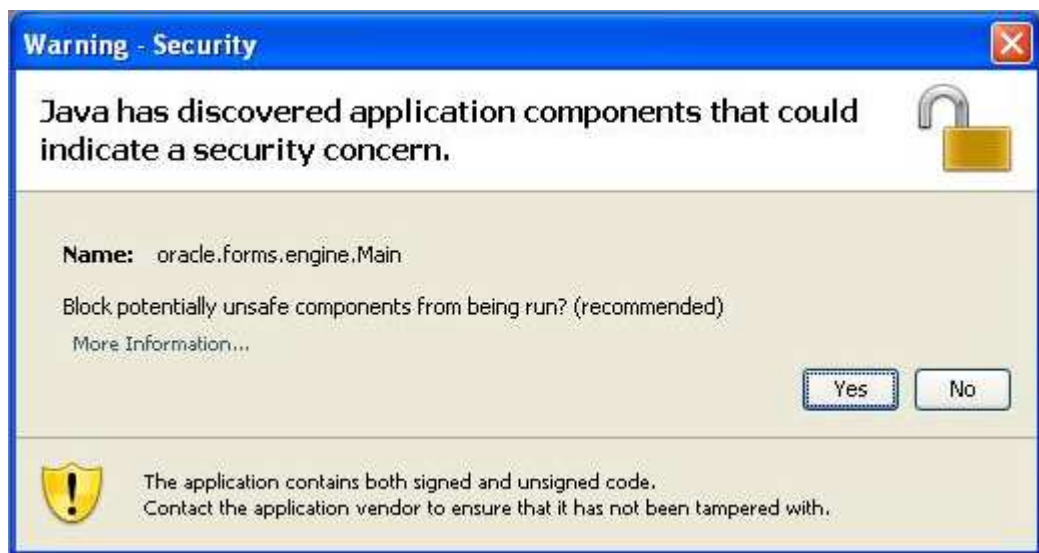 Warning - Security
Java has discovered application components that could
indicate a security concern.
Name: oracle.forms.engine.Main
Block potentially unsafe components from being run? (recommended)
More Information...
Yes No
The application contains both signed and unsigned code.
Contact the application vendor to ensure that it has not been tampered with.